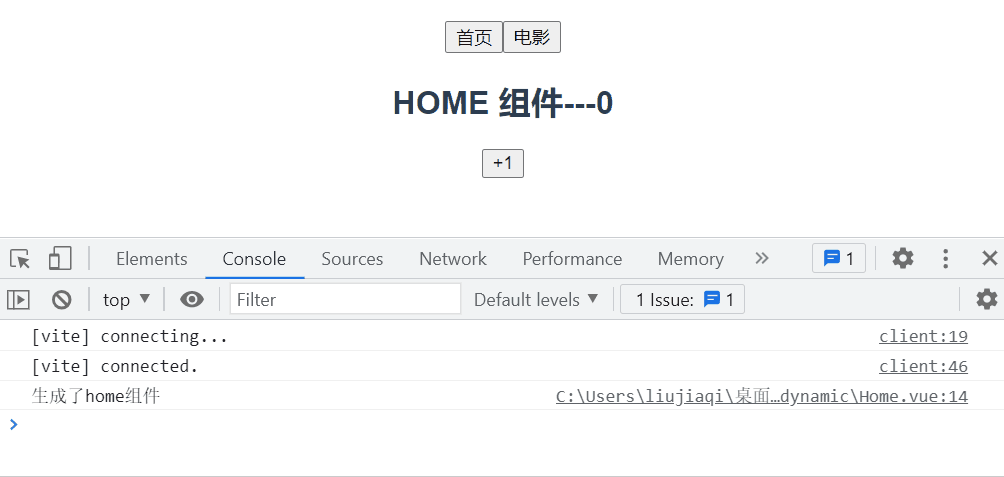 首页 电影
HOME 组件---0
+1
Elements Console Sources Network Performance Memory » 1
top ▼ Filter Default levels ▼ 1 Issue: 1
[vite] connecting... client:19
[vite] connected. client:46
生成了home组件 C:\Users\liujiaqi\桌面…dynamic\Home.vue:14